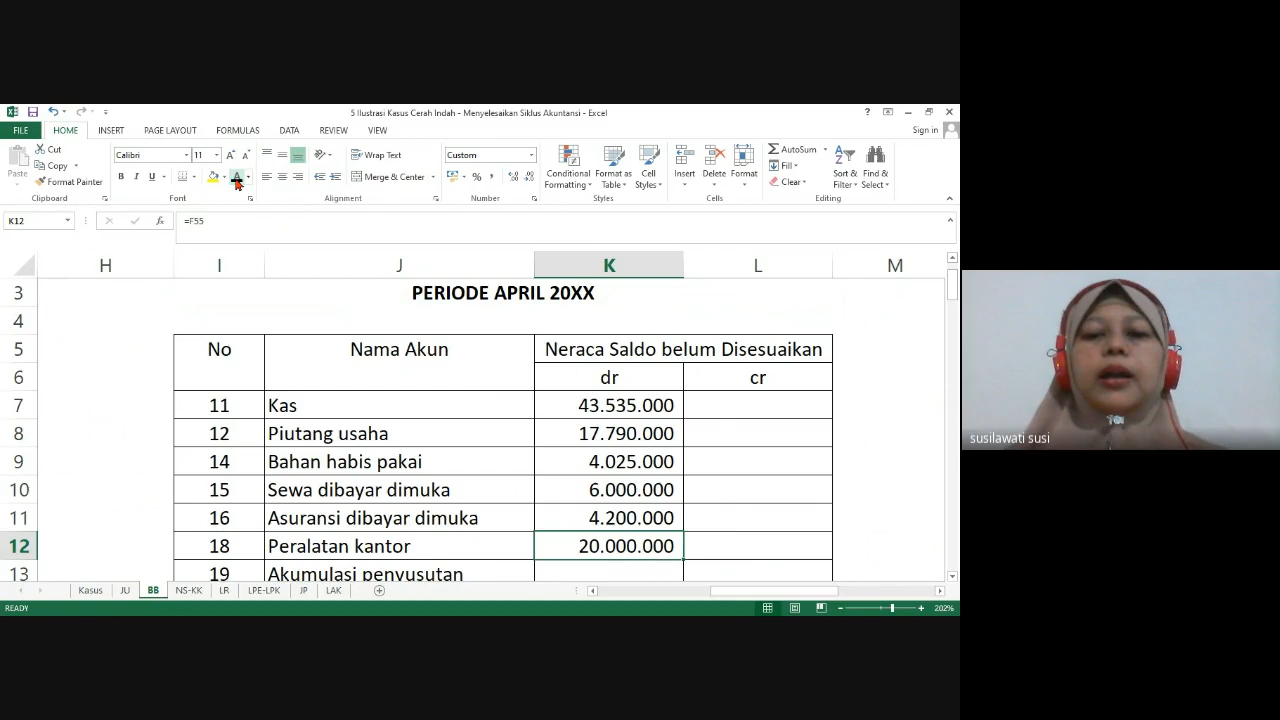 5 Ilustrasi Kasus Cerah Indah - Menyelesaikan Siklus Akuntansi - Excel
FILE HOME INSERT PAGE LAYOUT FORMULAS DATA REVIEW VIEW Sign in
Paste
Cut
Copy
Format Painter
Clipboard
Calibri 11
B I U
Font
Wrap Text
Merge & Center
Alignment
Custom
%
Number
Conditional Formatting
Format as Table
Cell Styles
Styles
Insert Delete Format
Cells
AutoSum
Fill
Clear
Sort & Filter
Find & Select
Editing
K12 fx =F55
H I J K L M
3 PERIODE APRIL 20XX
4
5 No Nama Akun Neraca Saldo belum Disesuaikan
6 dr cr
7 11 Kas 43.535.000
8 12 Piutang usaha 17.790.000
9 14 Bahan habis pakai 4.025.000
10 15 Sewa dibayar dimuka 6.000.000
11 16 Asuransi dibayar dimuka 4.200.000
12 18 Peralatan kantor 20.000.000
13 19 Akumulasi penyusutan
Kasus JU BB NS-KK LR LPE-LPK JP LAK
READY 202%
susilawati susi